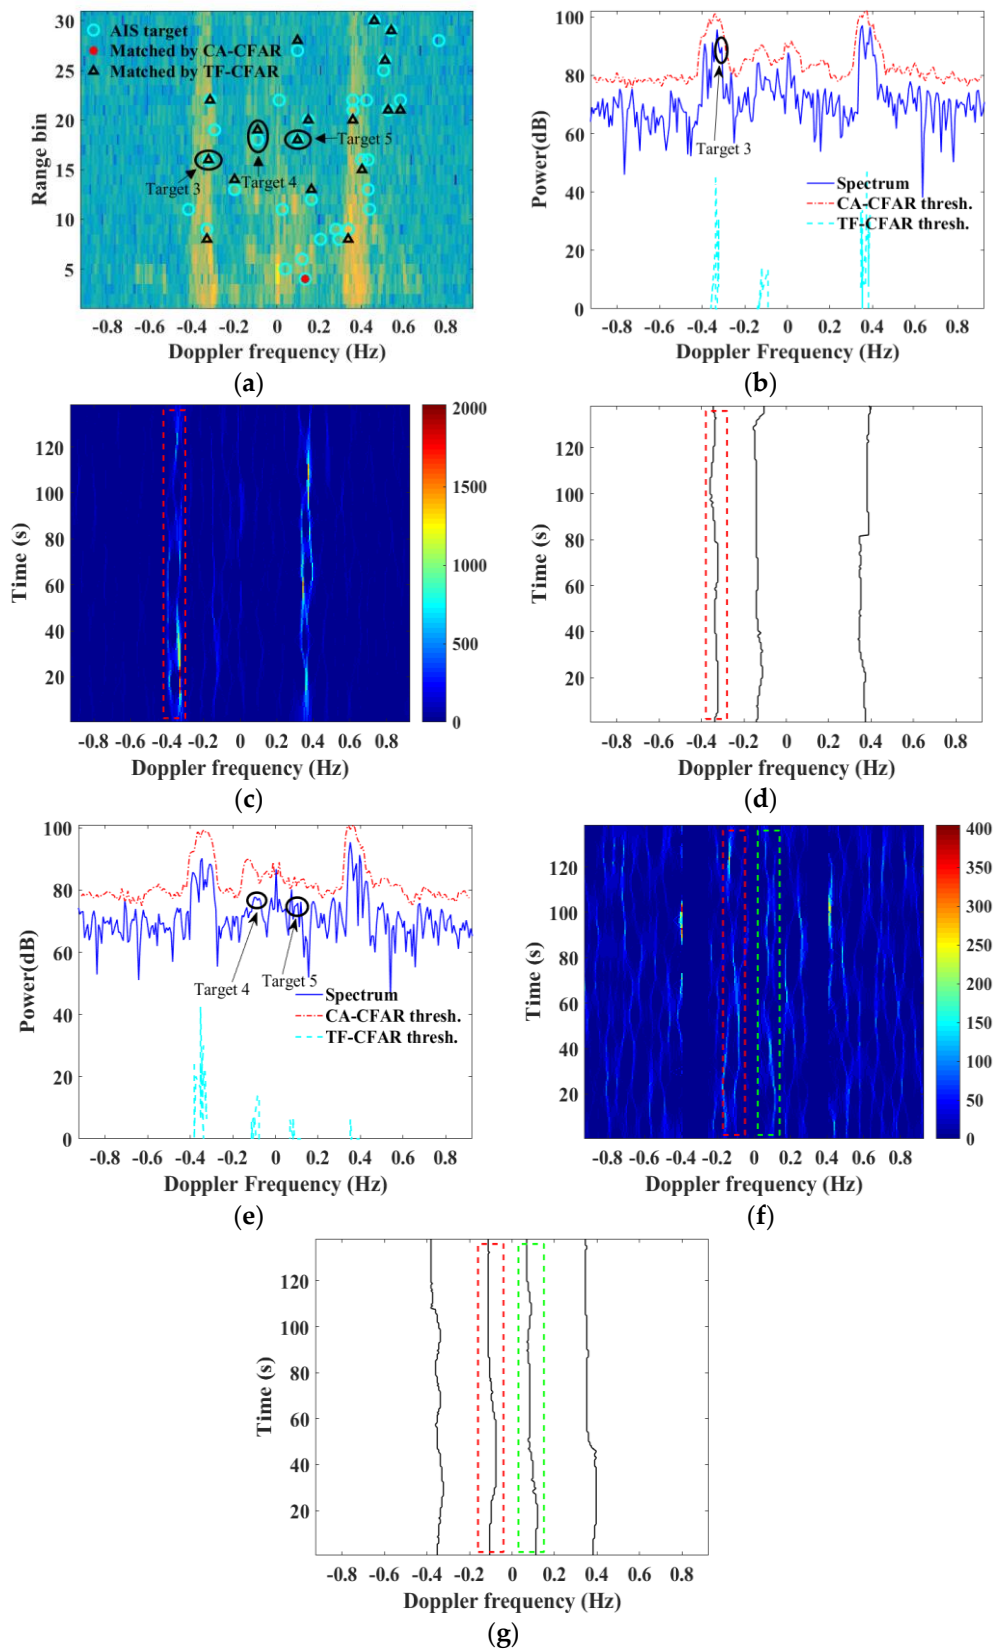 30
25
20
15
10
5
Range bin
AIS target
Matched by CA-CFAR
Matched by TF-CFAR
Target 3
Target 4
Target 5
-0.8 -0.6 -0.4 -0.2 0 0.2 0.4 0.6 0.8
Doppler frequency (Hz)
(a)
100
80
60
40
20
0
Power(dB)
Target 3
Spectrum
CA-CFAR thresh.
TF-CFAR thresh.
-0.8 -0.6 -0.4 -0.2 0 0.2 0.4 0.6 0.8
Doppler Frequency (Hz)
(b)
120
100
80
60
40
20
Time (s)
-0.8 -0.6 -0.4 -0.2 0 0.2 0.4 0.6 0.8
Doppler frequency (Hz)
2000
1500
1000
500
0
(c)
120
100
80
60
40
20
Time (s)
-0.8 -0.6 -0.4 -0.2 0 0.2 0.4 0.6 0.8
Doppler frequency (Hz)
(d)
100
80
60
40
20
0
Power(dB)
Target 4
Target 5
Spectrum
CA-CFAR thresh.
TF-CFAR thresh.
-0.8 -0.6 -0.4 -0.2 0 0.2 0.4 0.6 0.8
Doppler Frequency (Hz)
(e)
120
100
80
60
40
20
Time (s)
-0.8 -0.6 -0.4 -0.2 0 0.2 0.4 0.6 0.8
Doppler frequency (Hz)
400
350
300
250
200
150
100
50
0
(f)
120
100
80
60
40
20
Time (s)
-0.8 -0.6 -0.4 -0.2 0 0.2 0.4 0.6 0.8
Doppler frequency (Hz)
(g)